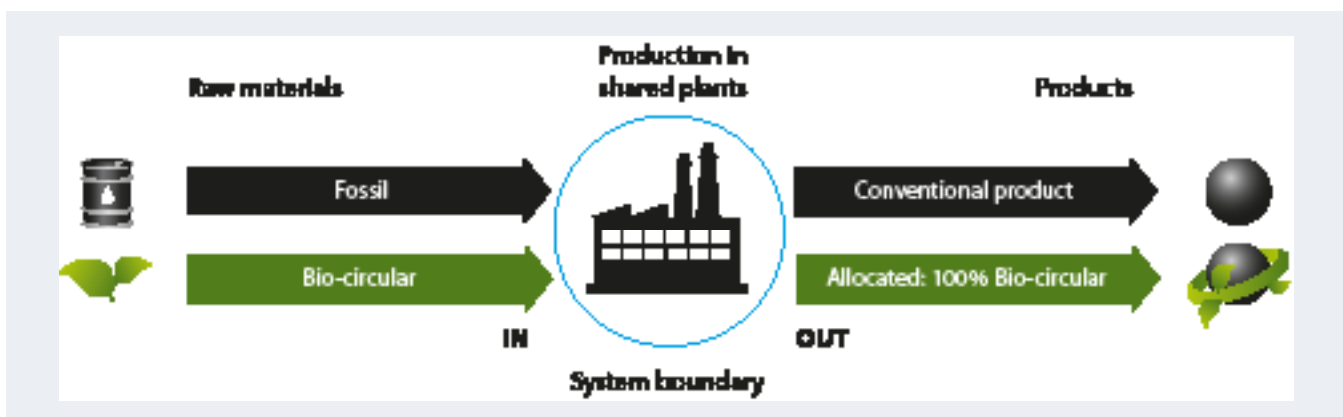 Raw materials
Production in
shared plants
Products
Fossil
Conventional product
Bio-circular
Allocated: 100% Bio-circular
IN
OUT
System boundary